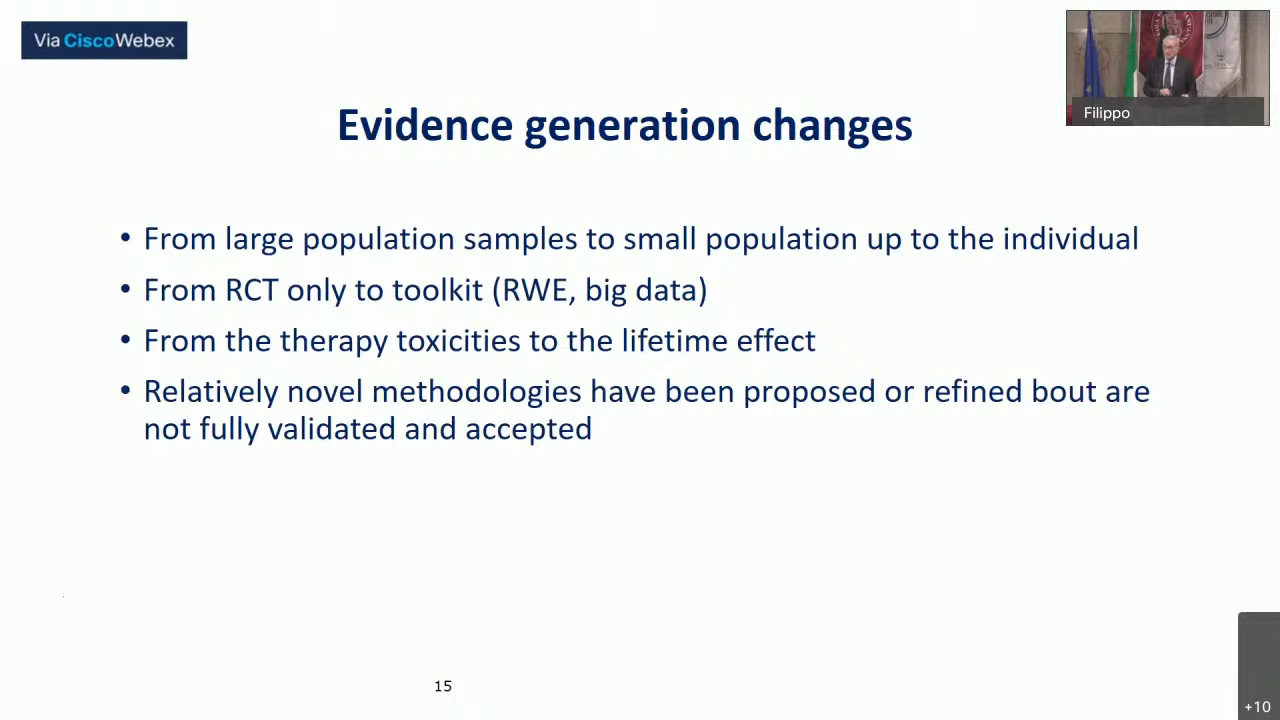 Via CiscoWebex
Filippo
Evidence generation changes
• From large population samples to small population up to the individual
• From RCT only to toolkit (RWE, big data)
• From the therapy toxicities to the lifetime effect
• Relatively novel methodologies have been proposed or refined bout are
not fully validated and accepted
15
+10